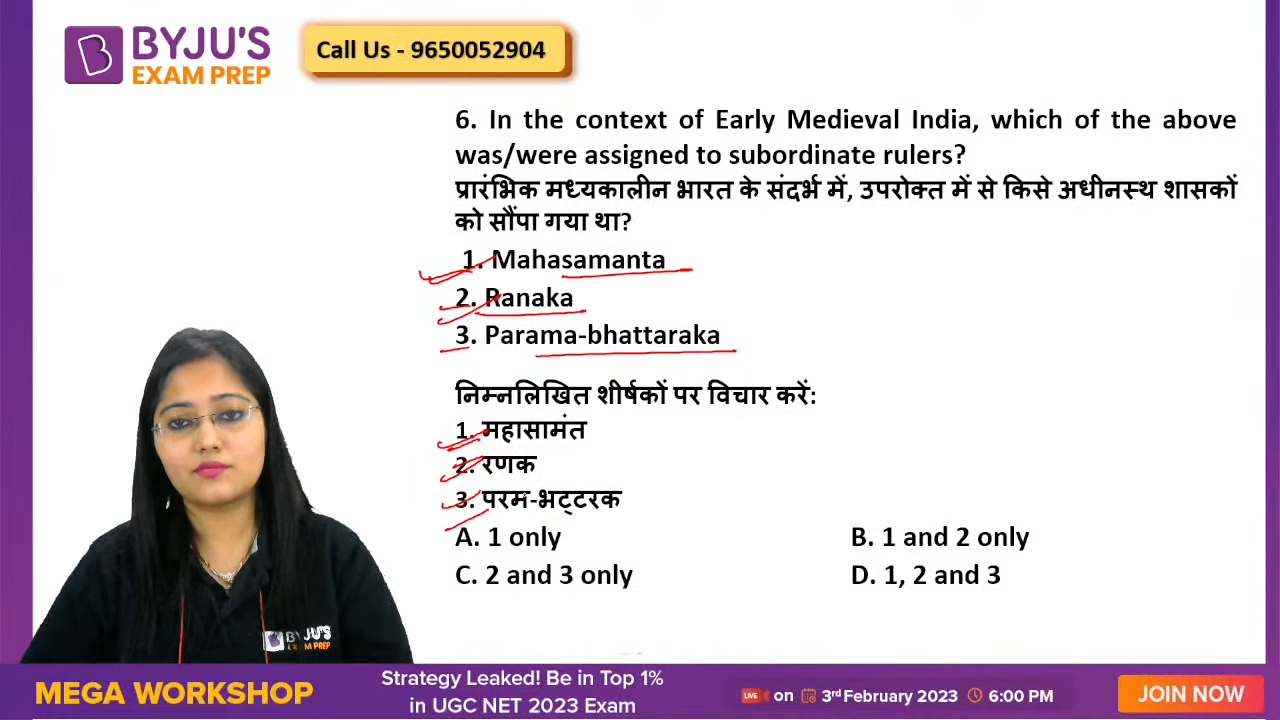 BYJU'S
EXAM PREP
Call Us - 9650052904
6. In the context of Early Medieval India, which of the above
was/were assigned to subordinate rulers?
प्रारंभिक मध्यकालीन भारत के संदर्भ में, उपरोक्त में से किसे अधीनस्थ शासकों
को सौंपा गया था?
1. Mahasamanta
2. Ranaka
3. Parama-bhattaraka
निम्नलिखित शीर्षकों पर विचार करें:
1. महासामंत
2. रणक
3. परम-भट्टरक
A. 1 only
B. 1 and 2 only
C. 2 and 3 only
D. 1, 2 and 3
BYJU'S
EXAM PREP
MEGA WORKSHOP
Strategy Leaked! Be in Top 1%
in UGC NET 2023 Exam
LIVE on 3rd February 2023 6:00 PM
JOIN NOW